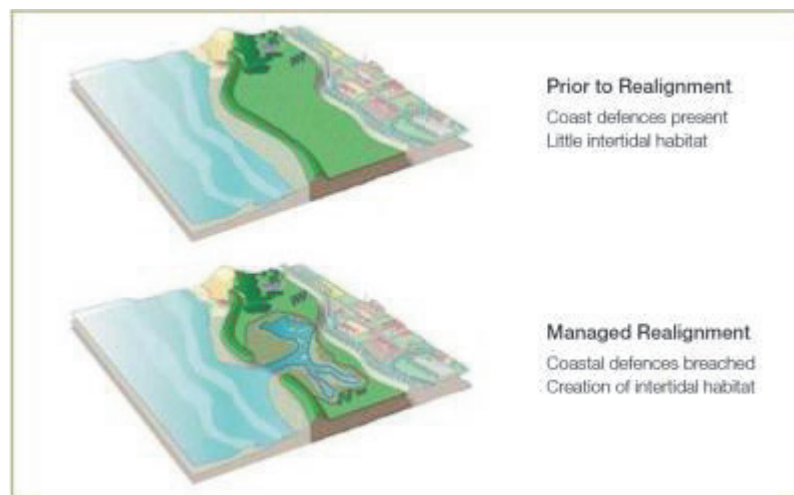 Prior to Realignment
Coast defences present
Little intertidal habitat
Managed Realignment
Coastal defences breached
Creation of intertidal habitat